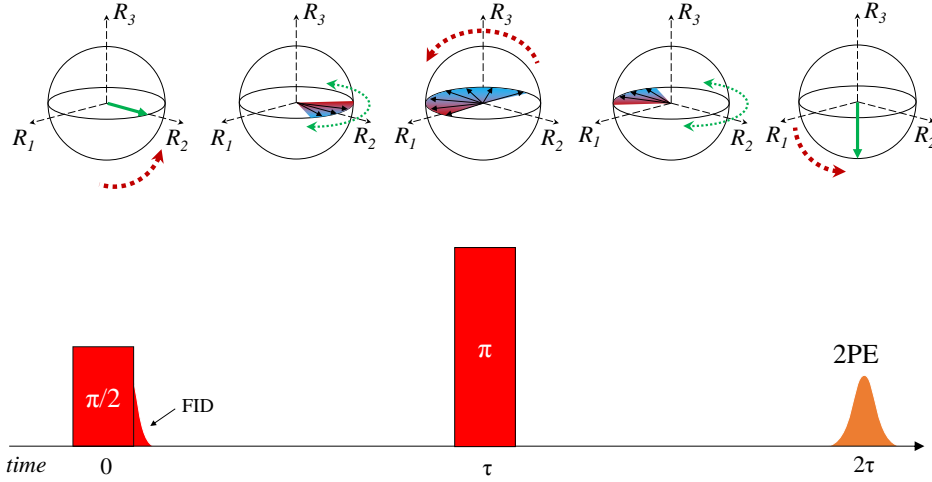 R3 R3 R3 R3 R3
R1 R2 R1 R2 R1 R2 R1 R2 R1 R2
π/2
FID
π
2PE
time 0 τ 2τ